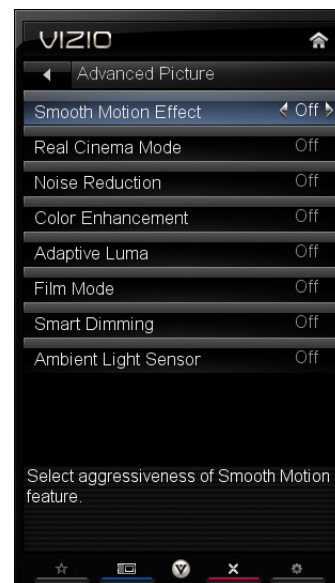 VIZIO
Advanced Picture
Smooth Motion Effect Off
Real Cinema Mode Off
Noise Reduction Off
Color Enhancement Off
Adaptive Luma Off
Film Mode Off
Smart Dimming Off
Ambient Light Sensor Off
Select aggressiveness of Smooth Motion
feature.